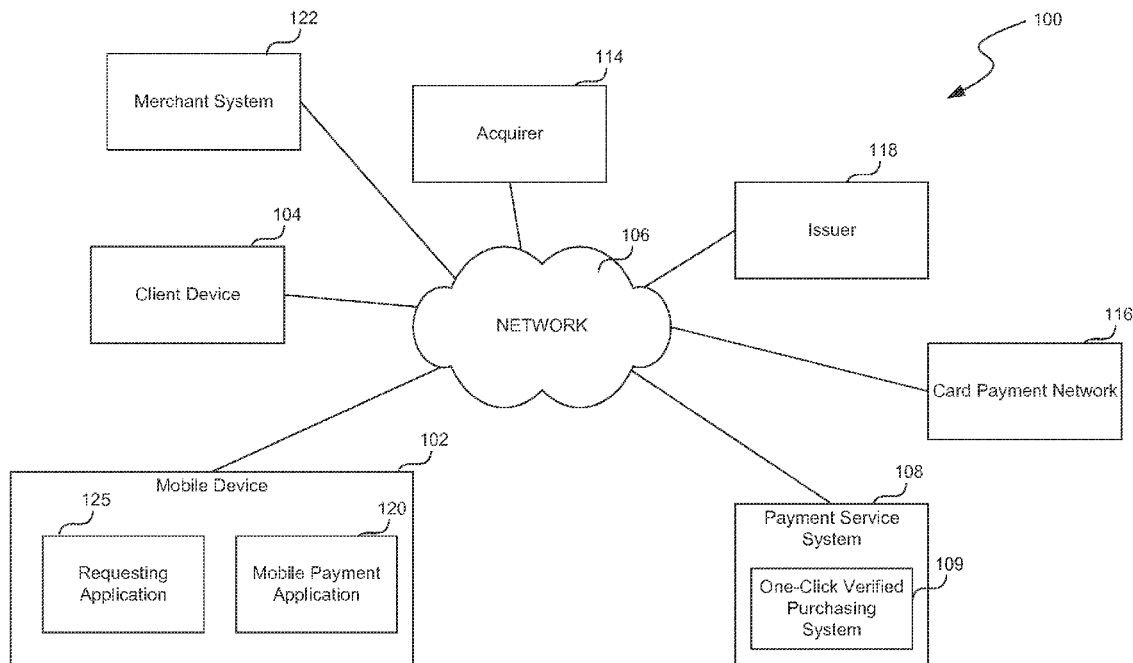 100
122
Merchant System
114
Acquirer
118
Issuer
104
Client Device
106
NETWORK
116
Card Payment Network
102
Mobile Device
125
Requesting
Application
120
Mobile Payment
Application
108
Payment Service
System
109
One-Click Verified
Purchasing
System